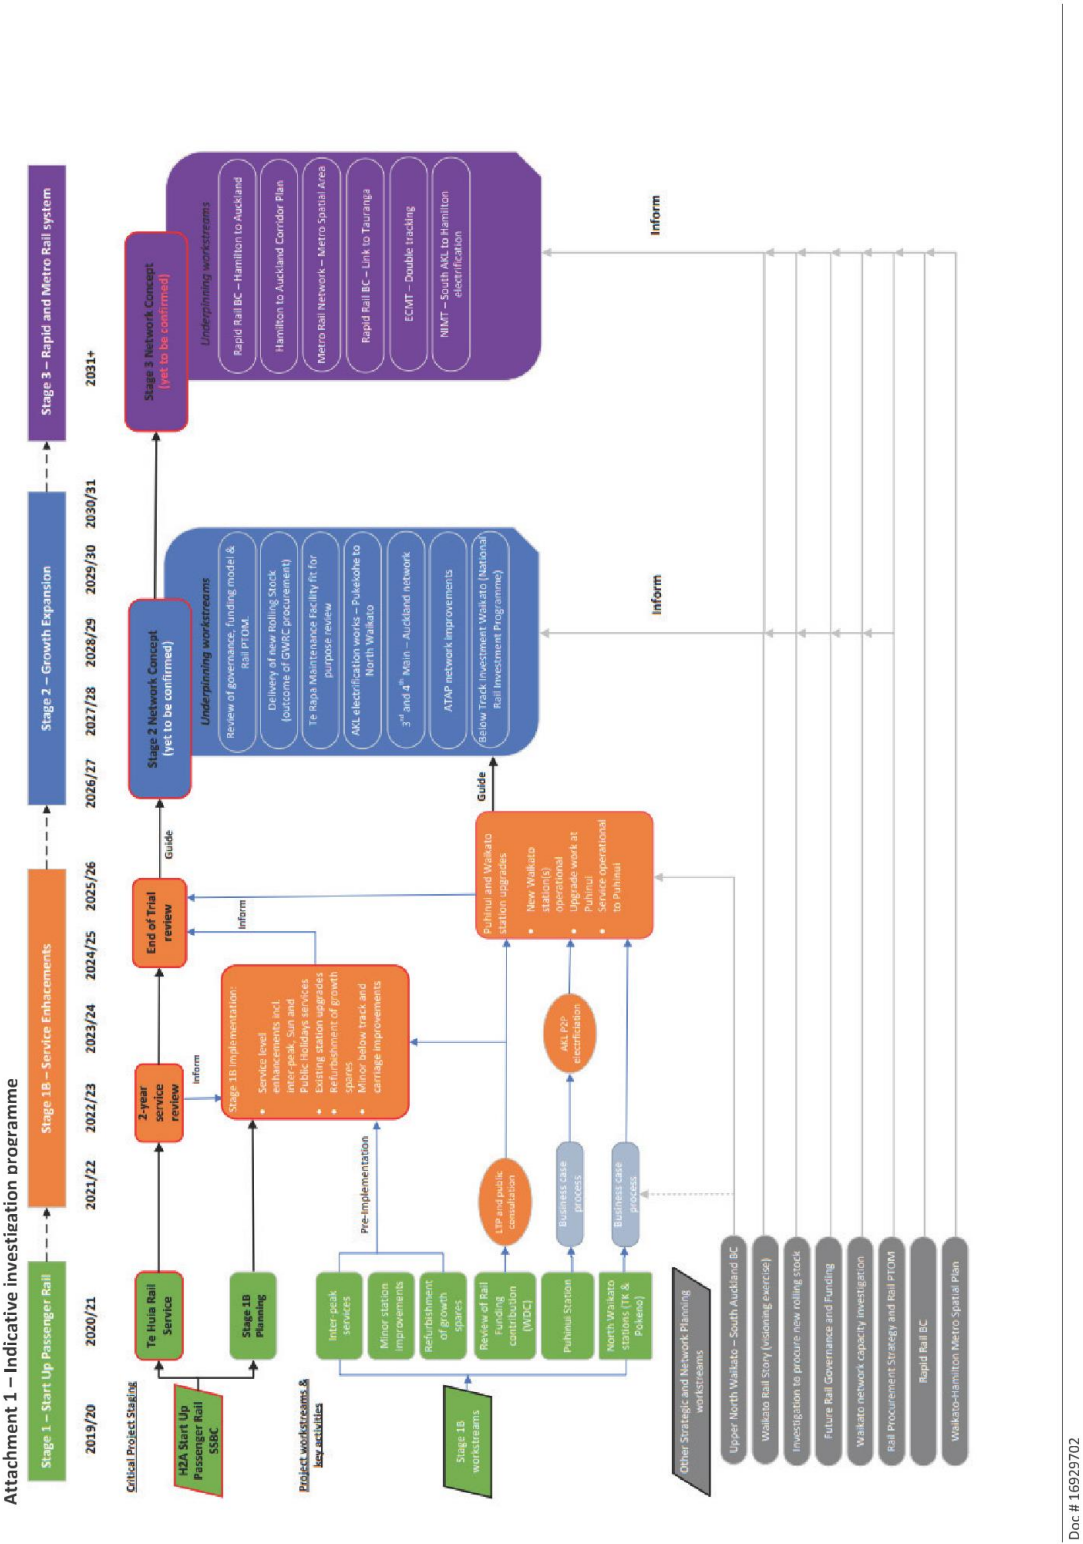 Attachment 1 – Indicative investigation programme
Stage 1 – Start Up Passenger Rail
Stage 1B – Service Enhacements
Stage 2 – Growth Expansion
Stage 3 – Rapid and Metro Rail system
2019/20
2020/21
2021/22
2022/23
2023/24
2024/25
2025/26
2026/27
2027/28
2028/29
2029/30
2030/31
2031+
Critical Project Staging
H2A Start Up
Passenger Rail
SSBC
Te Huia Rail
Service
Stage 1B
Planning
2-year
service
review
Inform
End of Trial
review
Guide
Inform
Stage 1B Implementation:
• Service level
enhancements incl.
inter-peak, Sun and
Public Holidays services
• Existing station upgrades
• Refurbishment of growth
spares
• Minor below track and
carriage improvements
Stage 2 Network Concept
(yet to be confirmed)
Underpinning workstreams
Review of governance, funding model &
Rail PTOM.
Delivery of new Rolling Stock
(outcome of GWRC procurement)
Te Rapa Maintenance Facility fit for
purpose review
AKL electrification works – Pukekohe to
North Waikato
3rd and 4th Main – Auckland network
ATAP network improvements
Below Track Investment Waikato (National
Rail Investment Programme)
Stage 3 Network Concept
(yet to be confirmed)
Underpinning workstreams
Rapid Rail BC – Hamilton to Auckland
Hamilton to Auckland Corridor Plan
Metro Rail Network – Metro Spatial Area
Rapid Rail BC – Link to Tauranga
ECMT – Double tracking
NIMT – South AKL to Hamilton
electrification
Project workstreams &
key activities
Stage 1B
workstreams
Inter-peak
services
Minor station
improvements
Refurbishment
of growth
spares
Review of Rail
Funding
contribution
(WDC)
Puhinui Station
North Waikato
stations (TK &
Pokeno)
Pre-Implementation
LTP and public
consultation
Business case
process
Business case
process
AKL P2P
electrificiation
Puhinui and Waikato
station upgrades
• New Waikato
station(s)
operational
• Upgrade work at
Puhinui
• Service operational
to Puhinui
Guide
Inform
Inform
Other Strategic and Network Planning
workstreams
Upper North Waikato – South Auckland BC
Waikato Rail Story (visioning exercise)
Investigation to procure new rolling stock
Future Rail Governance and Funding
Waikato network capacity investigation
Rail Procurement Strategy and Rail PTOM
Rapid Rail BC
Waikato-Hamilton Metro Spatial Plan
Doc # 16929702